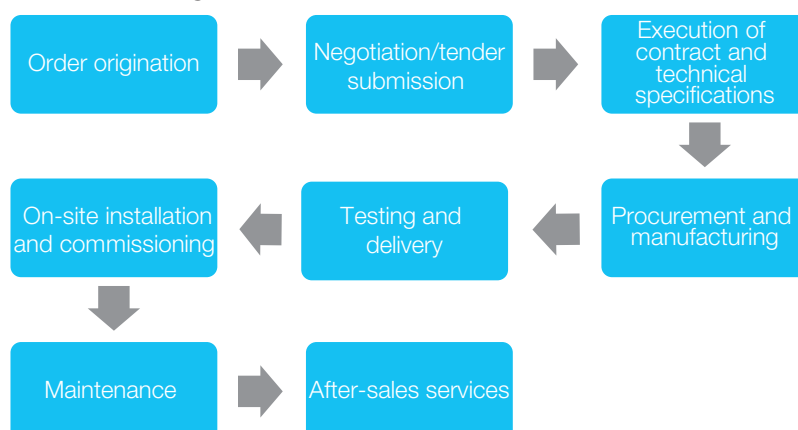 Order origination
Negotiation/tender
submission
Execution of
contract and
technical
specifications
Procurement and
manufacturing
Testing and
delivery
On-site installation
and commissioning
Maintenance
After-sales services